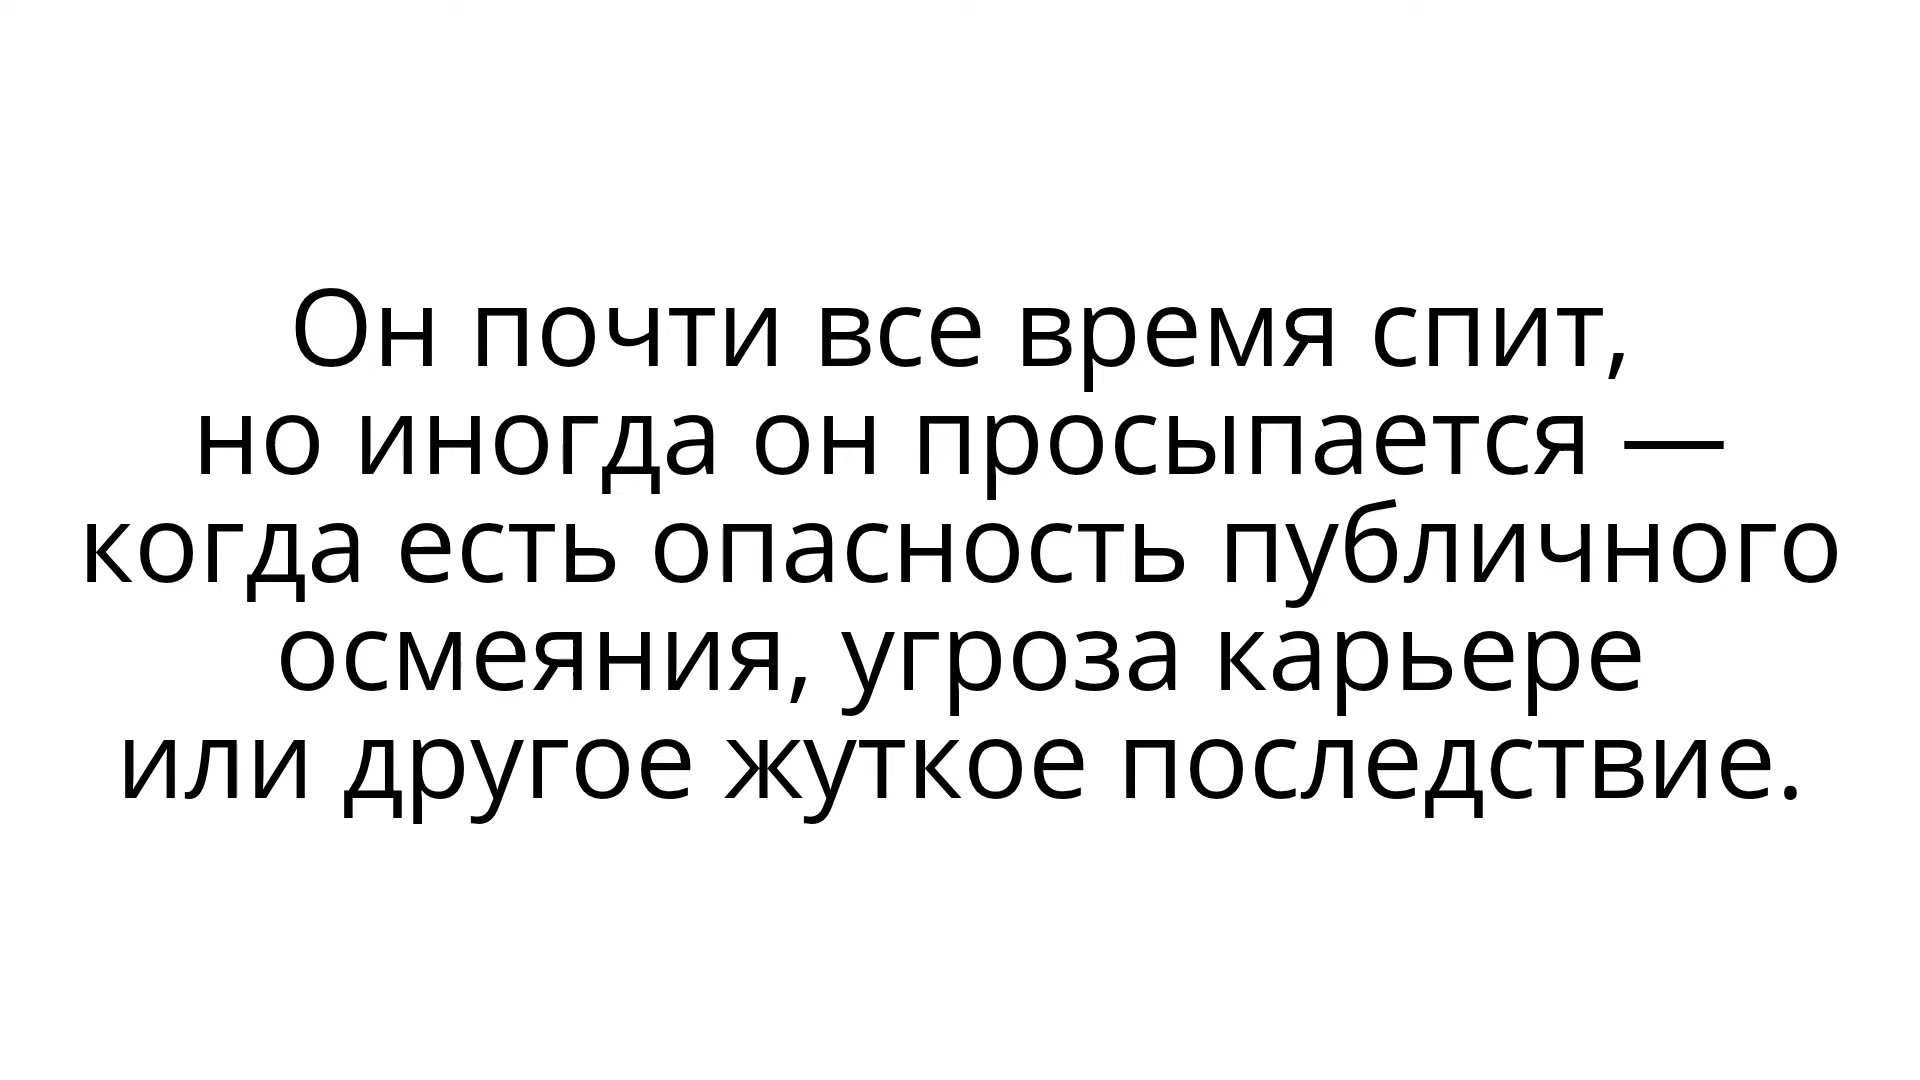 Он почти все время спит,
но иногда он просыпается —
когда есть опасность публичного
осмеяния, угроза карьере
или другое жуткое последствие.